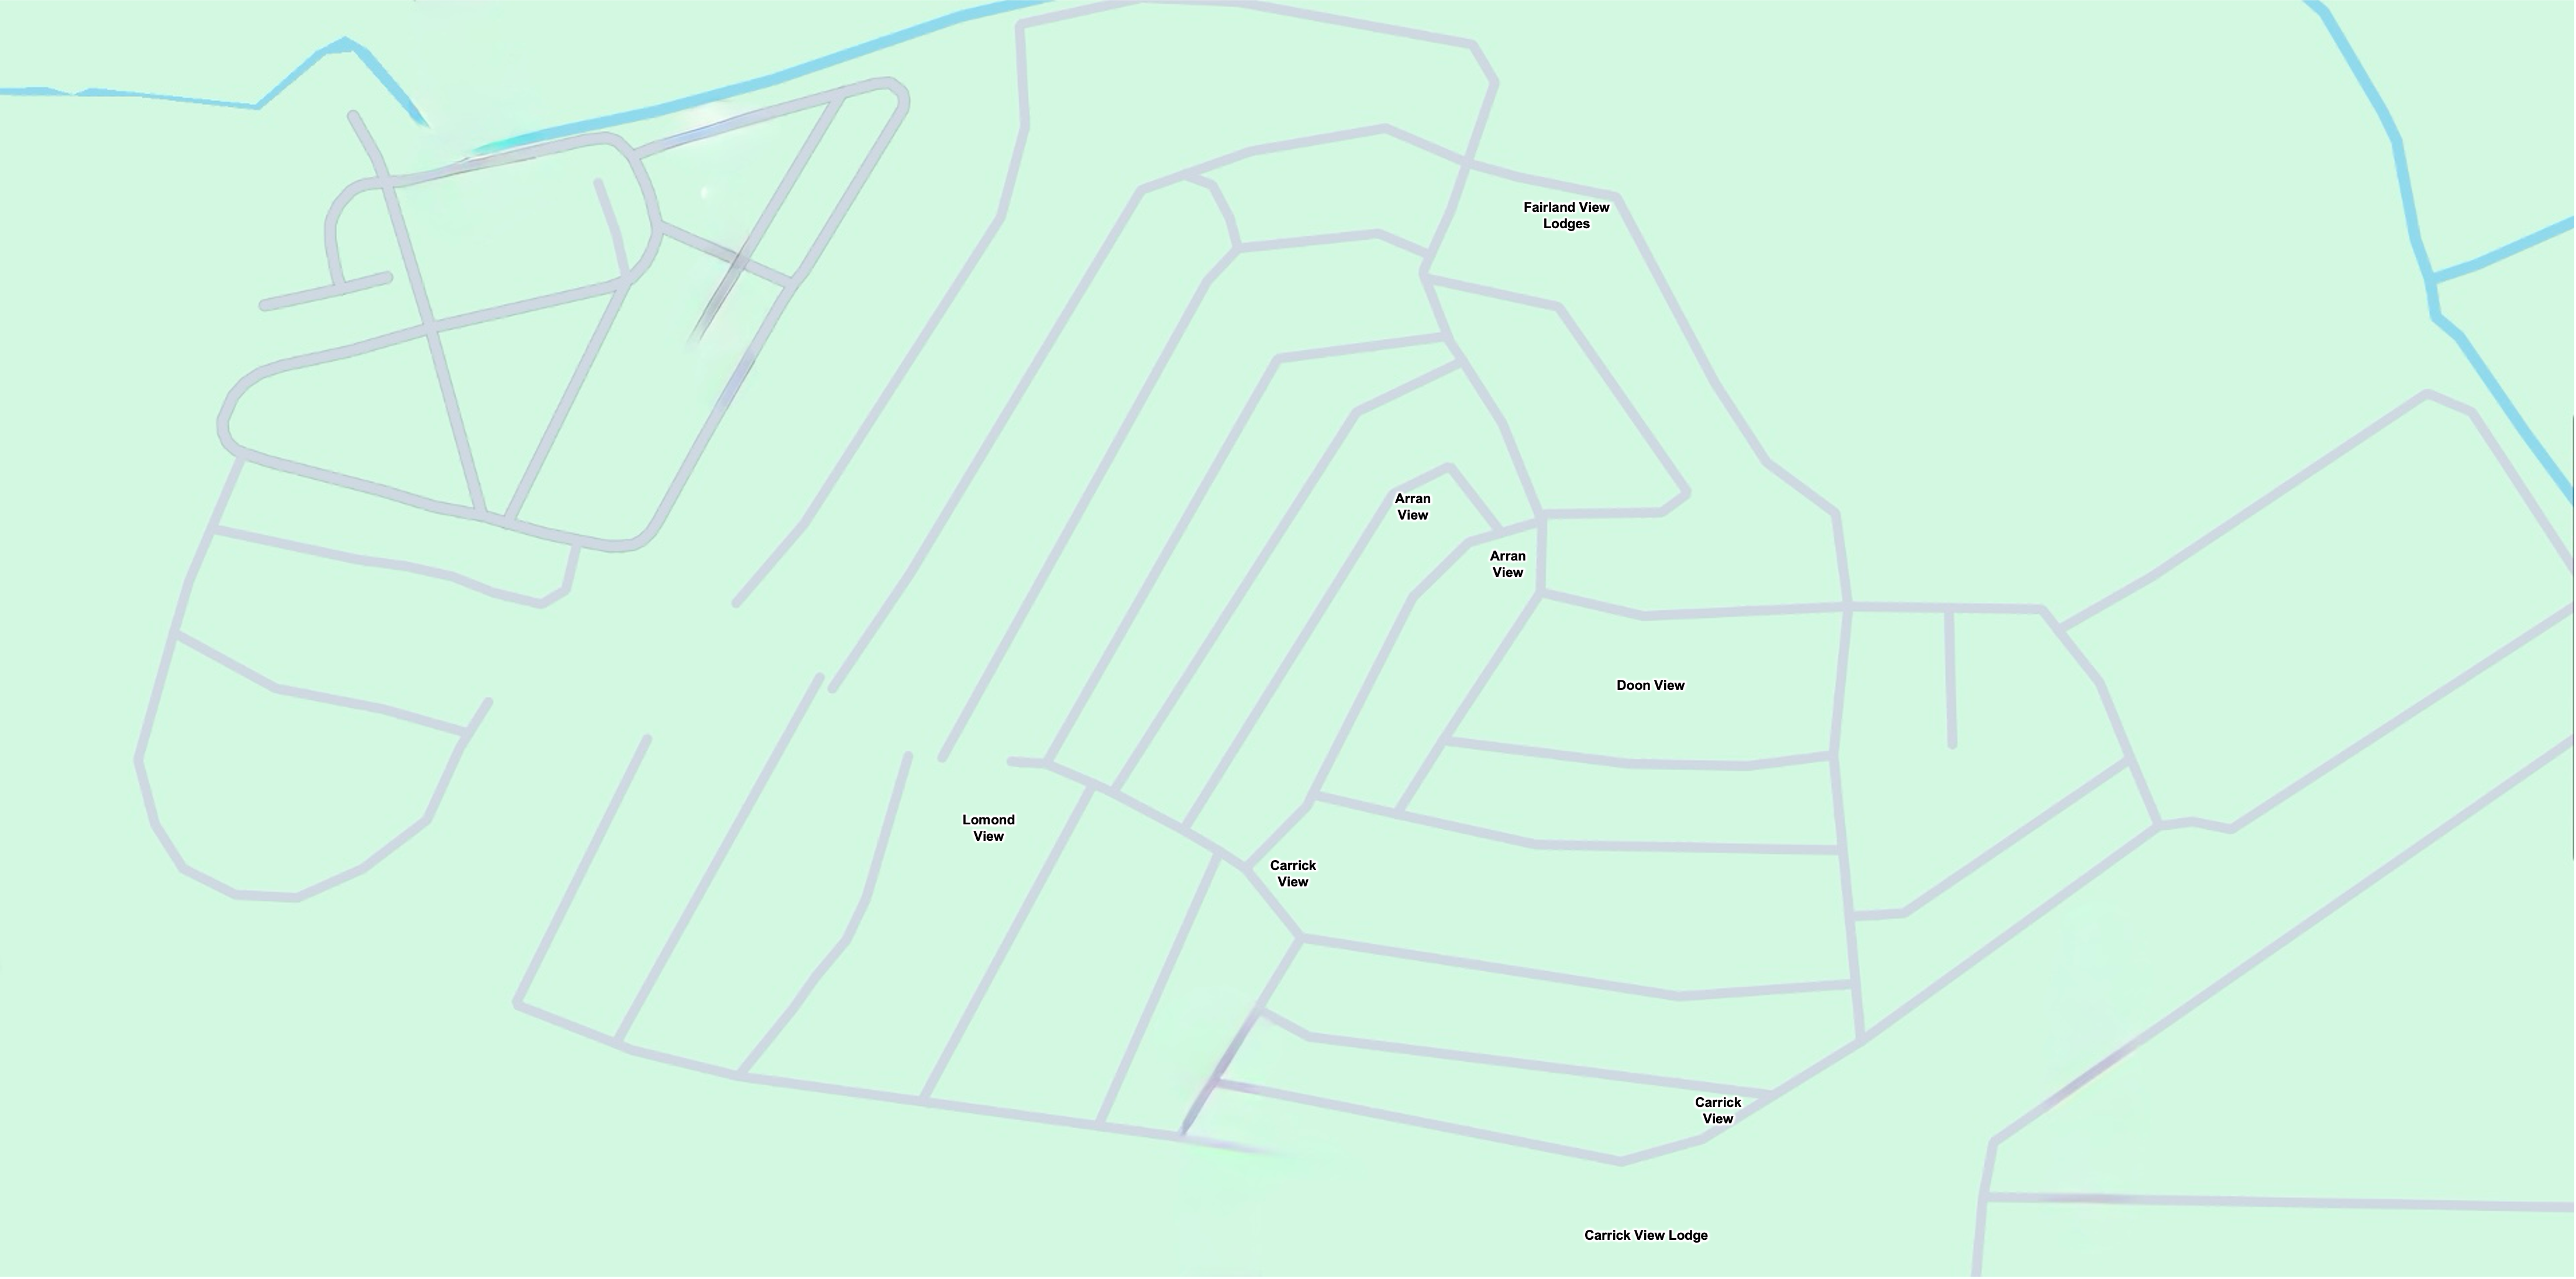 Fairland View
Lodges
Arran
View
Arran
View
Doon View
Lomond
View
Carrick
View
Carrick
View
Carrick View Lodge